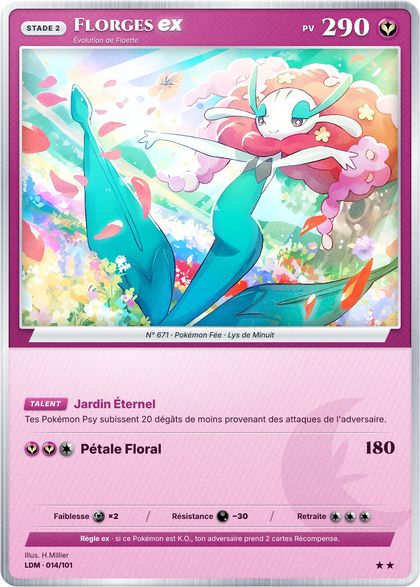 STADE 2 FLORGES ex PV 290
Évolution de Floette
N° 671 · Pokémon Fée · Lys de Minuit
TALENT Jardin Éternel
Tes Pokémon Psy subissent 20 dégâts de moins provenant des attaques de l'adversaire.
Pétale Floral 180
Faiblesse ×2 / Résistance −30 / Retraite
Règle ex · si ce Pokémon est K.O., ton adversaire prend 2 cartes Récompense.
Illus. H.Millier
LDM · 014/101